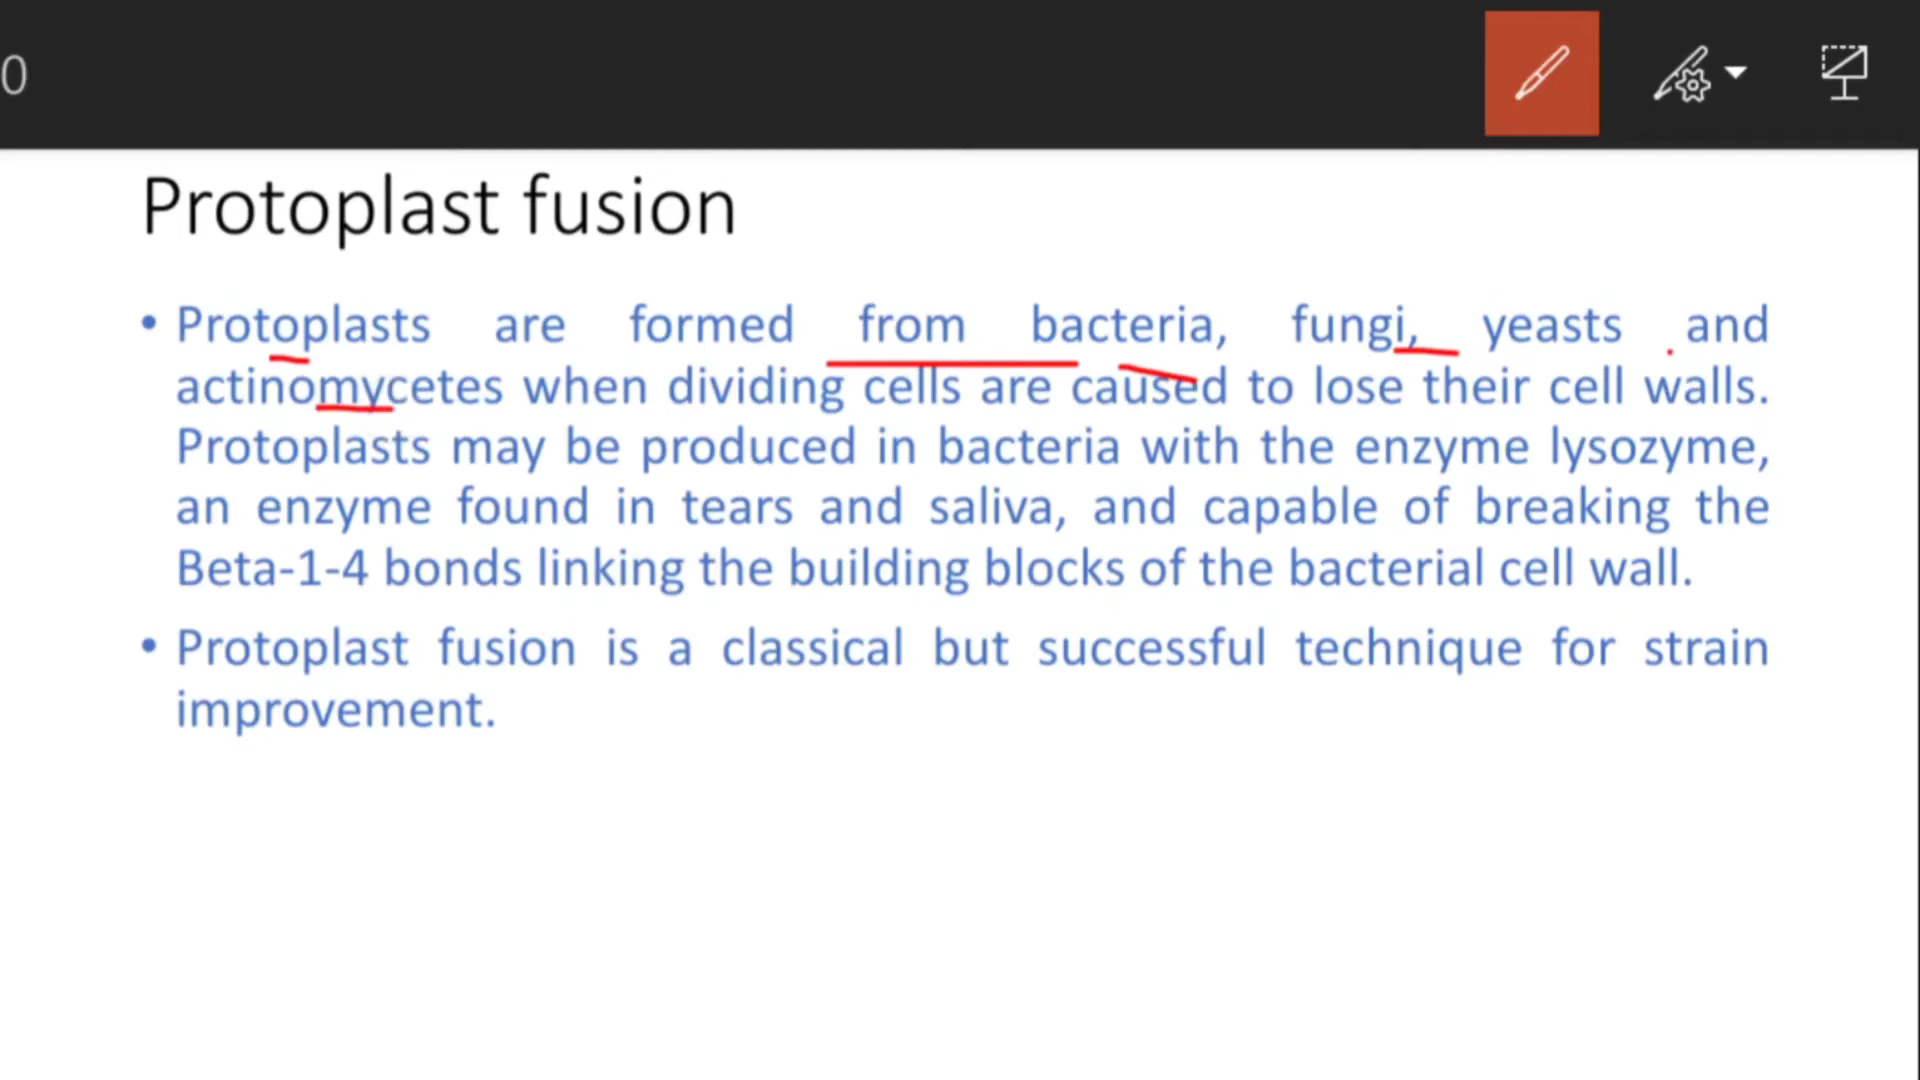 0
Protoplast fusion
• Protoplasts are formed from bacteria, fungi, yeasts and
actinomycetes when dividing cells are caused to lose their cell walls.
Protoplasts may be produced in bacteria with the enzyme lysozyme,
an enzyme found in tears and saliva, and capable of breaking the
Beta-1-4 bonds linking the building blocks of the bacterial cell wall.
• Protoplast fusion is a classical but successful technique for strain
improvement.